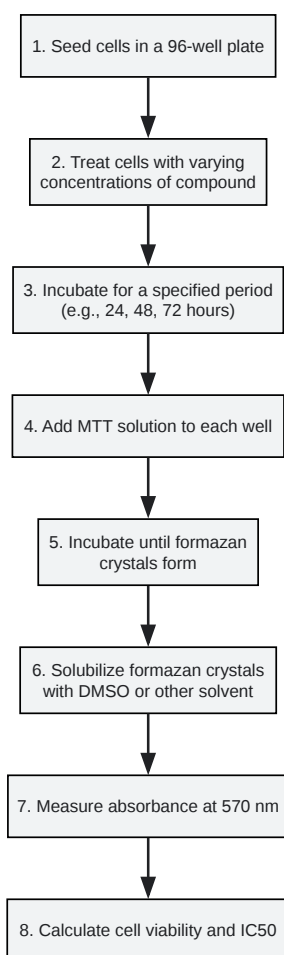 1. Seed cells in a 96-well plate
2. Treat cells with varying
concentrations of compound
3. Incubate for a specified period
(e.g., 24, 48, 72 hours)
4. Add MTT solution to each well
5. Incubate until formazan
crystals form
6. Solubilize formazan crystals
with DMSO or other solvent
7. Measure absorbance at 570 nm
8. Calculate cell viability and IC50